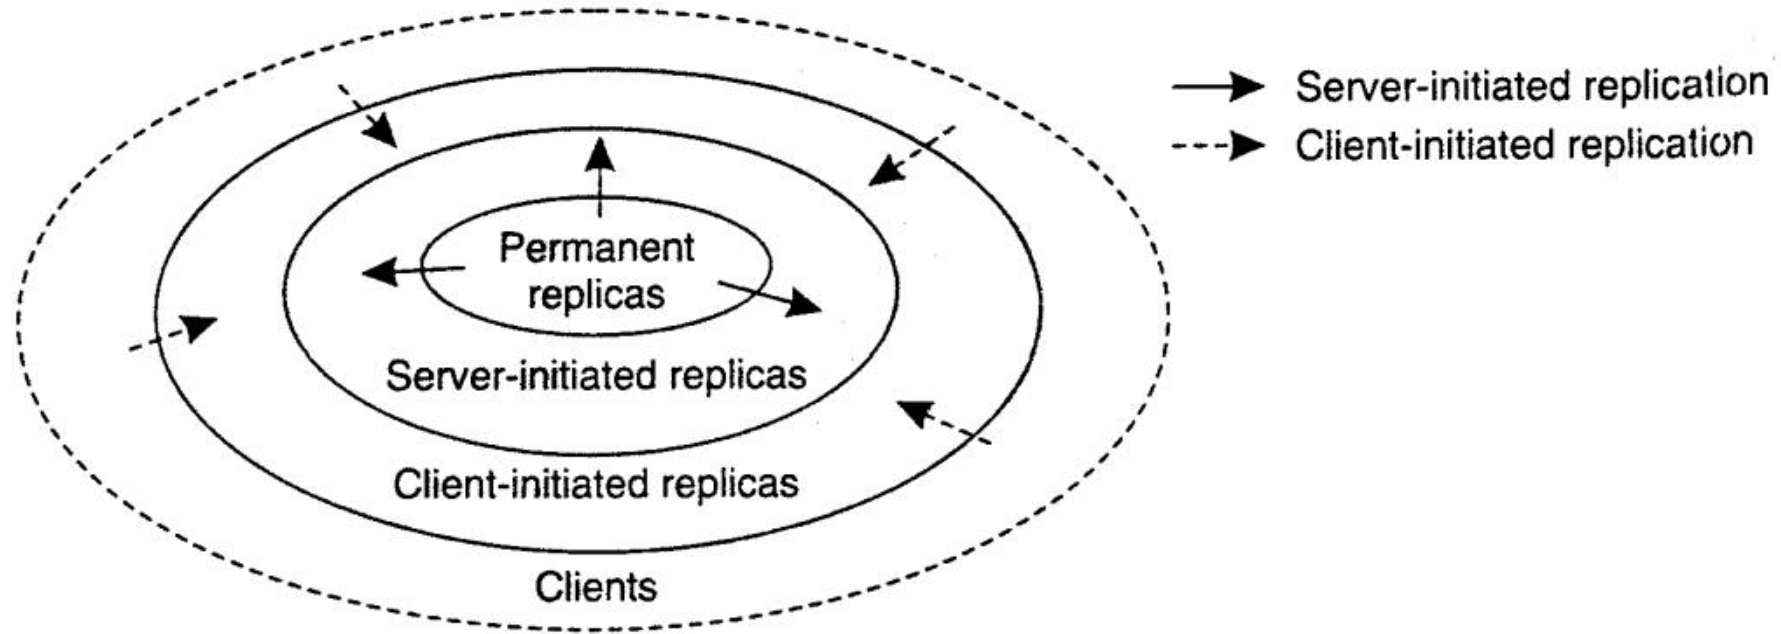 Server-initiated replication
Client-initiated replication
Permanent
replicas
Server-initiated replicas
Client-initiated replicas
Clients